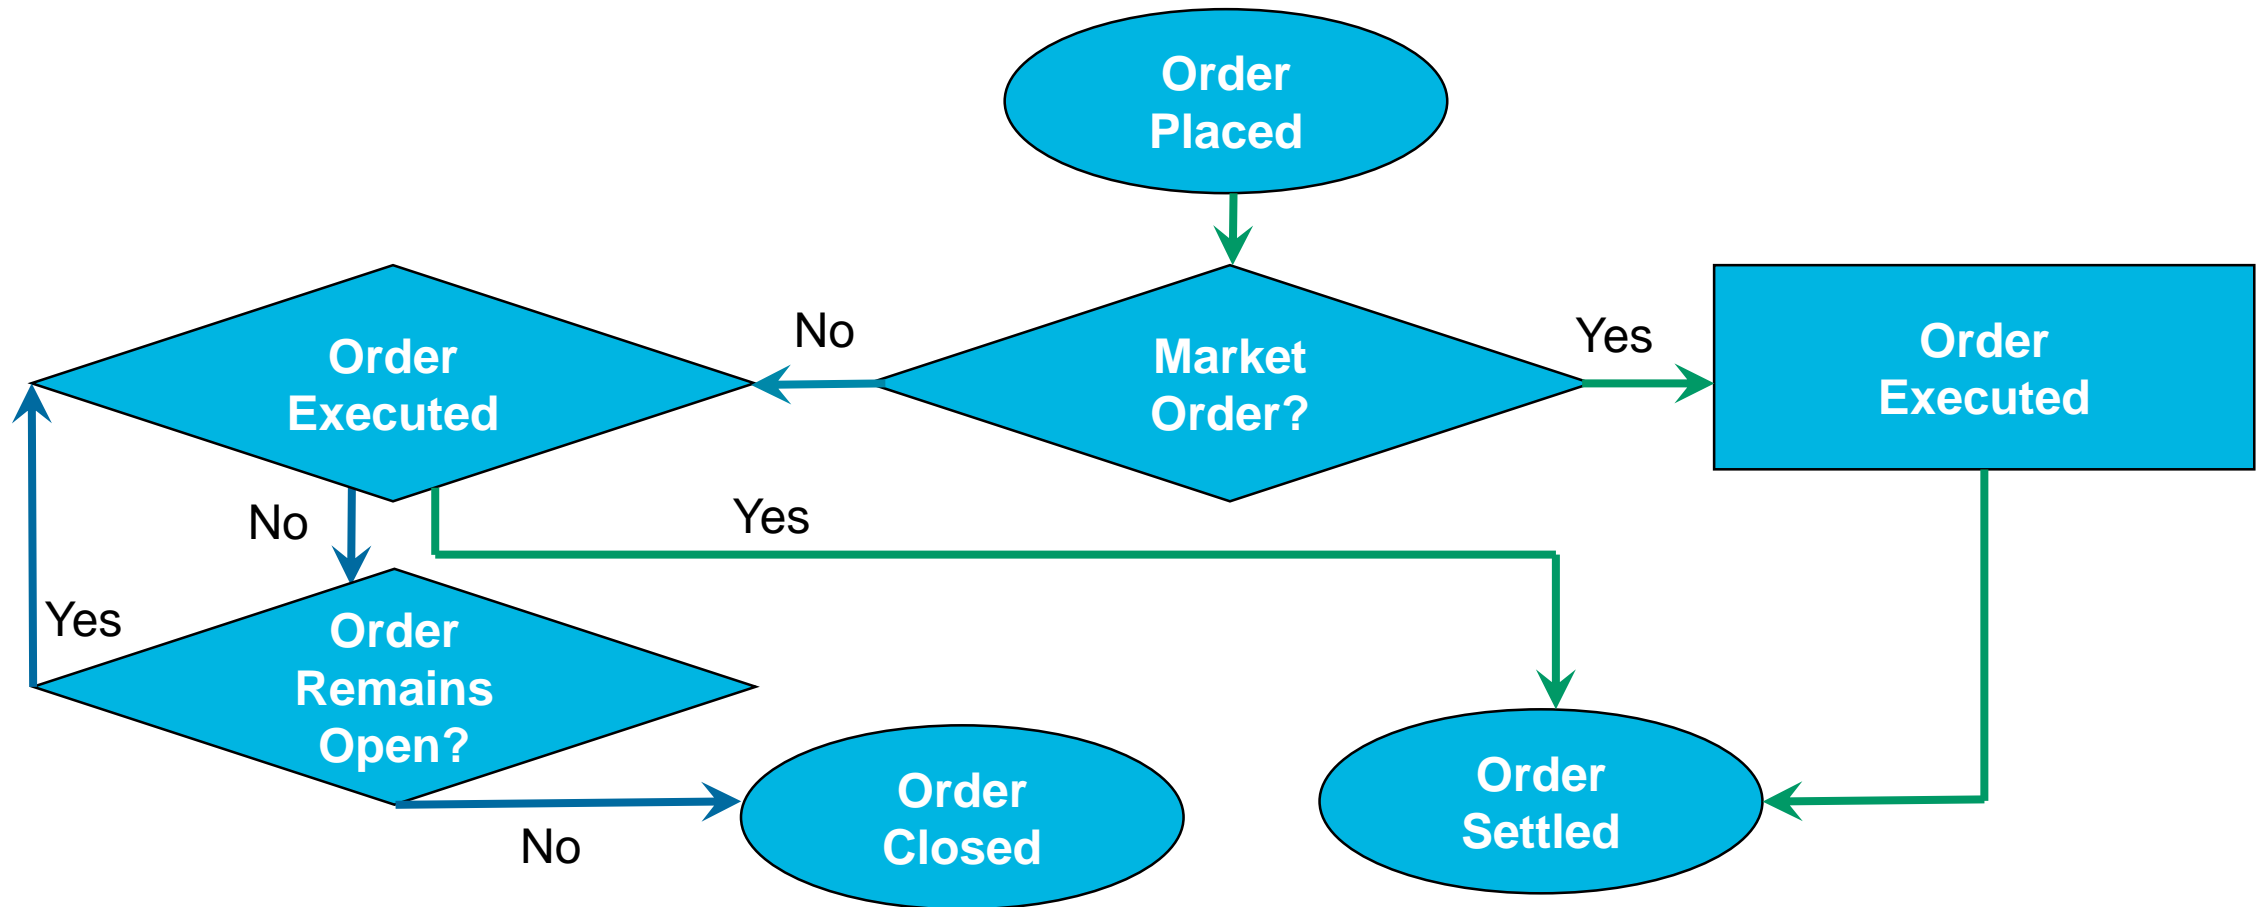 Order
Placed
No
Yes
Order
Executed
Market
Order?
Order
Executed
No
Yes
Yes
Order
Remains
Open?
Order
Closed
Order
Settled
No